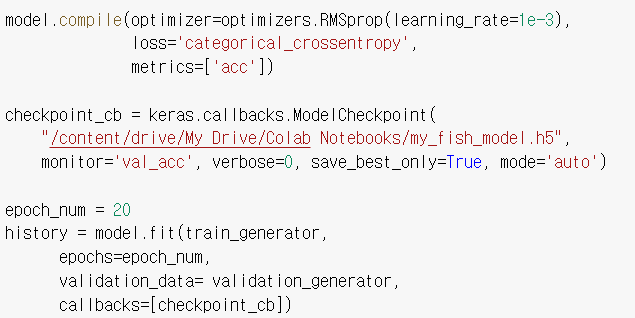 model.compile(optimizer=optimizers.RMSprop(learning_rate=1e-3),
              loss='categorical_crossentropy',
              metrics=['acc'])

checkpoint_cb = keras.callbacks.ModelCheckpoint(
    "/content/drive/My Drive/Colab Notebooks/my_fish_model.h5",
    monitor='val_acc', verbose=0, save_best_only=True, mode='auto')

epoch_num = 20
history = model.fit(train_generator,
      epochs=epoch_num,
      validation_data= validation_generator,
      callbacks=[checkpoint_cb])